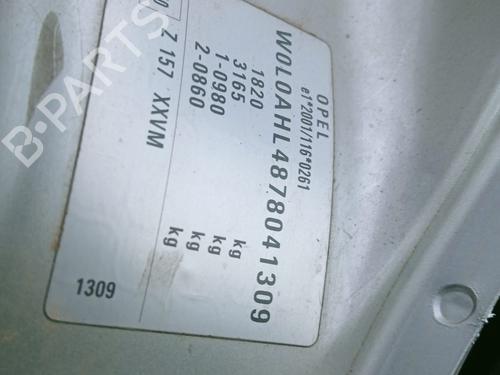 OPEL
e1*2001/116*0261
W0L0AHL4878041309
1820 kg
3165 kg
1-0980 kg
2-0860 kg
Z 157 XXVM
1309
B-PARTS